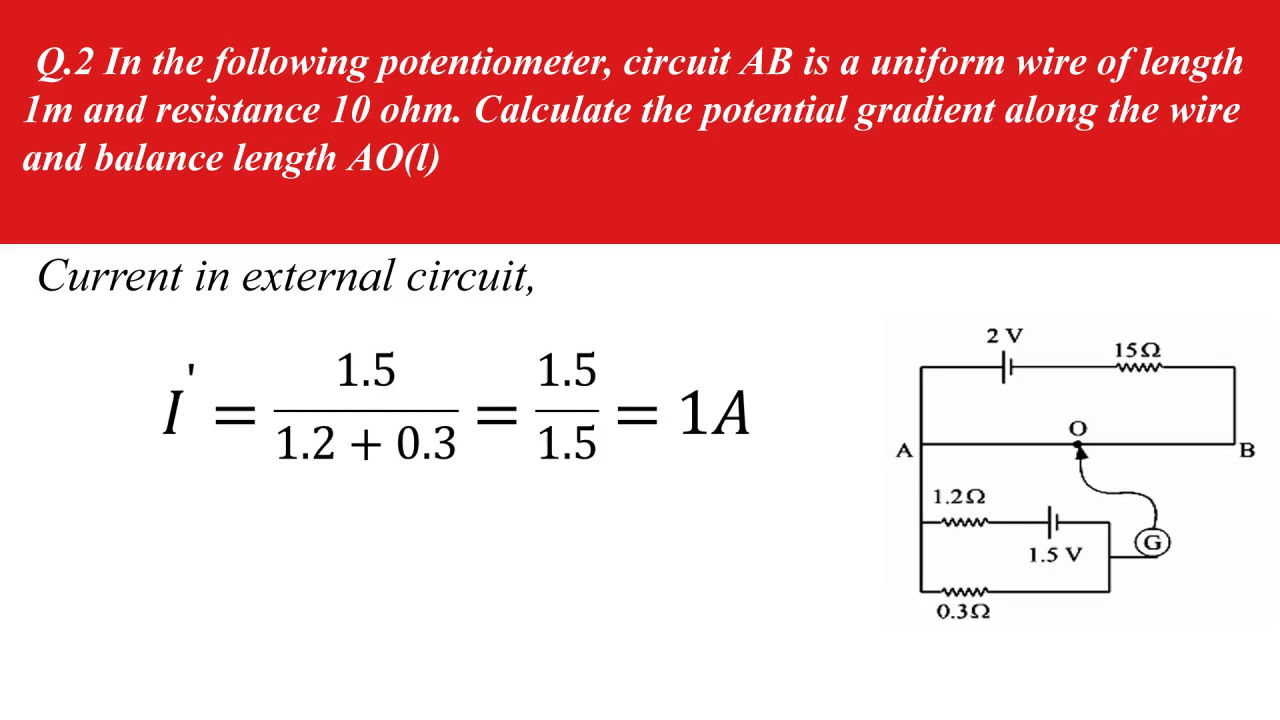 Q.2 In the following potentiometer, circuit AB is a uniform wire of length
1m and resistance 10 ohm. Calculate the potential gradient along the wire
and balance length AO(l)
Current in external circuit,
I' = 1.5/(1.2 + 0.3) = 1.5/1.5 = 1A
2 V
15Ω
O
A
B
1.2Ω
G
1.5 V
0.3Ω